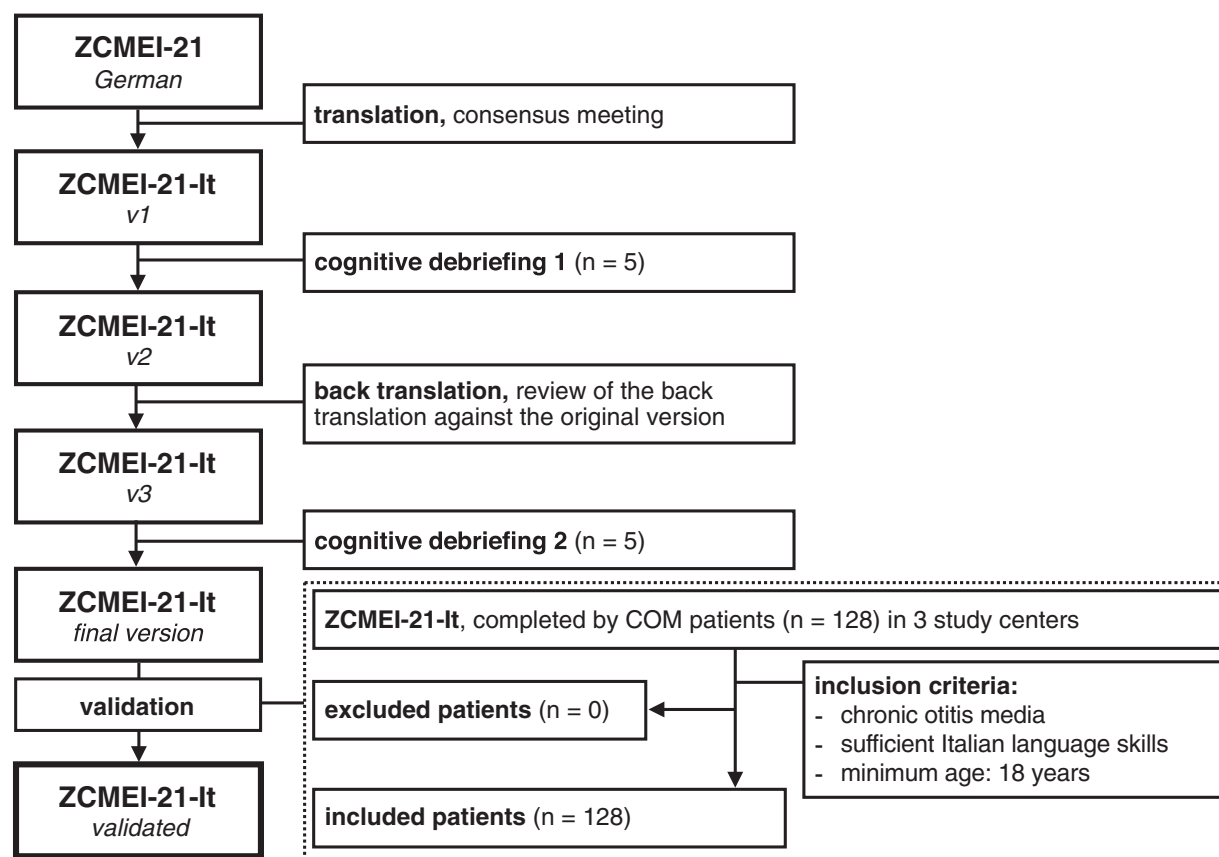 ZCMEI-21
German
translation, consensus meeting
ZCMEI-21-It
v1
cognitive debriefing 1 (n = 5)
ZCMEI-21-It
v2
back translation, review of the back
translation against the original version
ZCMEI-21-It
v3
cognitive debriefing 2 (n = 5)
ZCMEI-21-It
final version
ZCMEI-21-It, completed by COM patients (n = 128) in 3 study centers
validation
excluded patients (n = 0)
inclusion criteria:
- chronic otitis media
- sufficient Italian language skills
- minimum age: 18 years
ZCMEI-21-It
validated
included patients (n = 128)